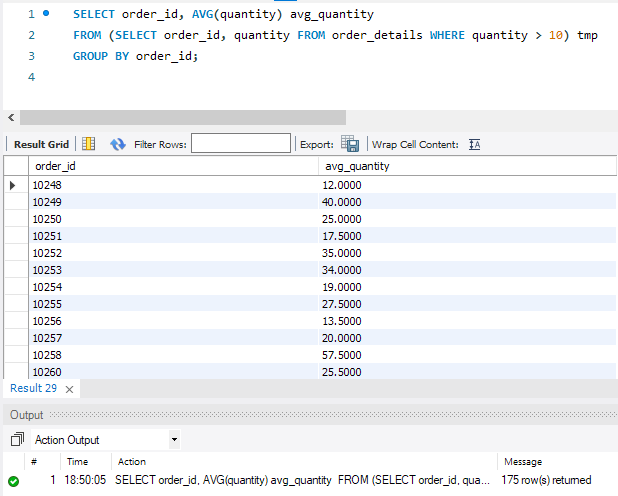 1 SELECT order_id, AVG(quantity) avg_quantity
2 FROM (SELECT order_id, quantity FROM order_details WHERE quantity > 10) tmp
3 GROUP BY order_id;
4
Result Grid Filter Rows: Export: Wrap Cell Content: IA
order_id avg_quantity
10248 12.0000
10249 40.0000
10250 25.0000
10251 17.5000
10252 35.0000
10253 34.0000
10254 19.0000
10255 27.5000
10256 13.5000
10257 20.0000
10258 57.5000
10260 25.5000
Result 29 ×
Output
Action Output
# Time Action Message
1 18:50:05 SELECT order_id, AVG(quantity) avg_quantity FROM (SELECT order_id, qua... 175 row(s) returned